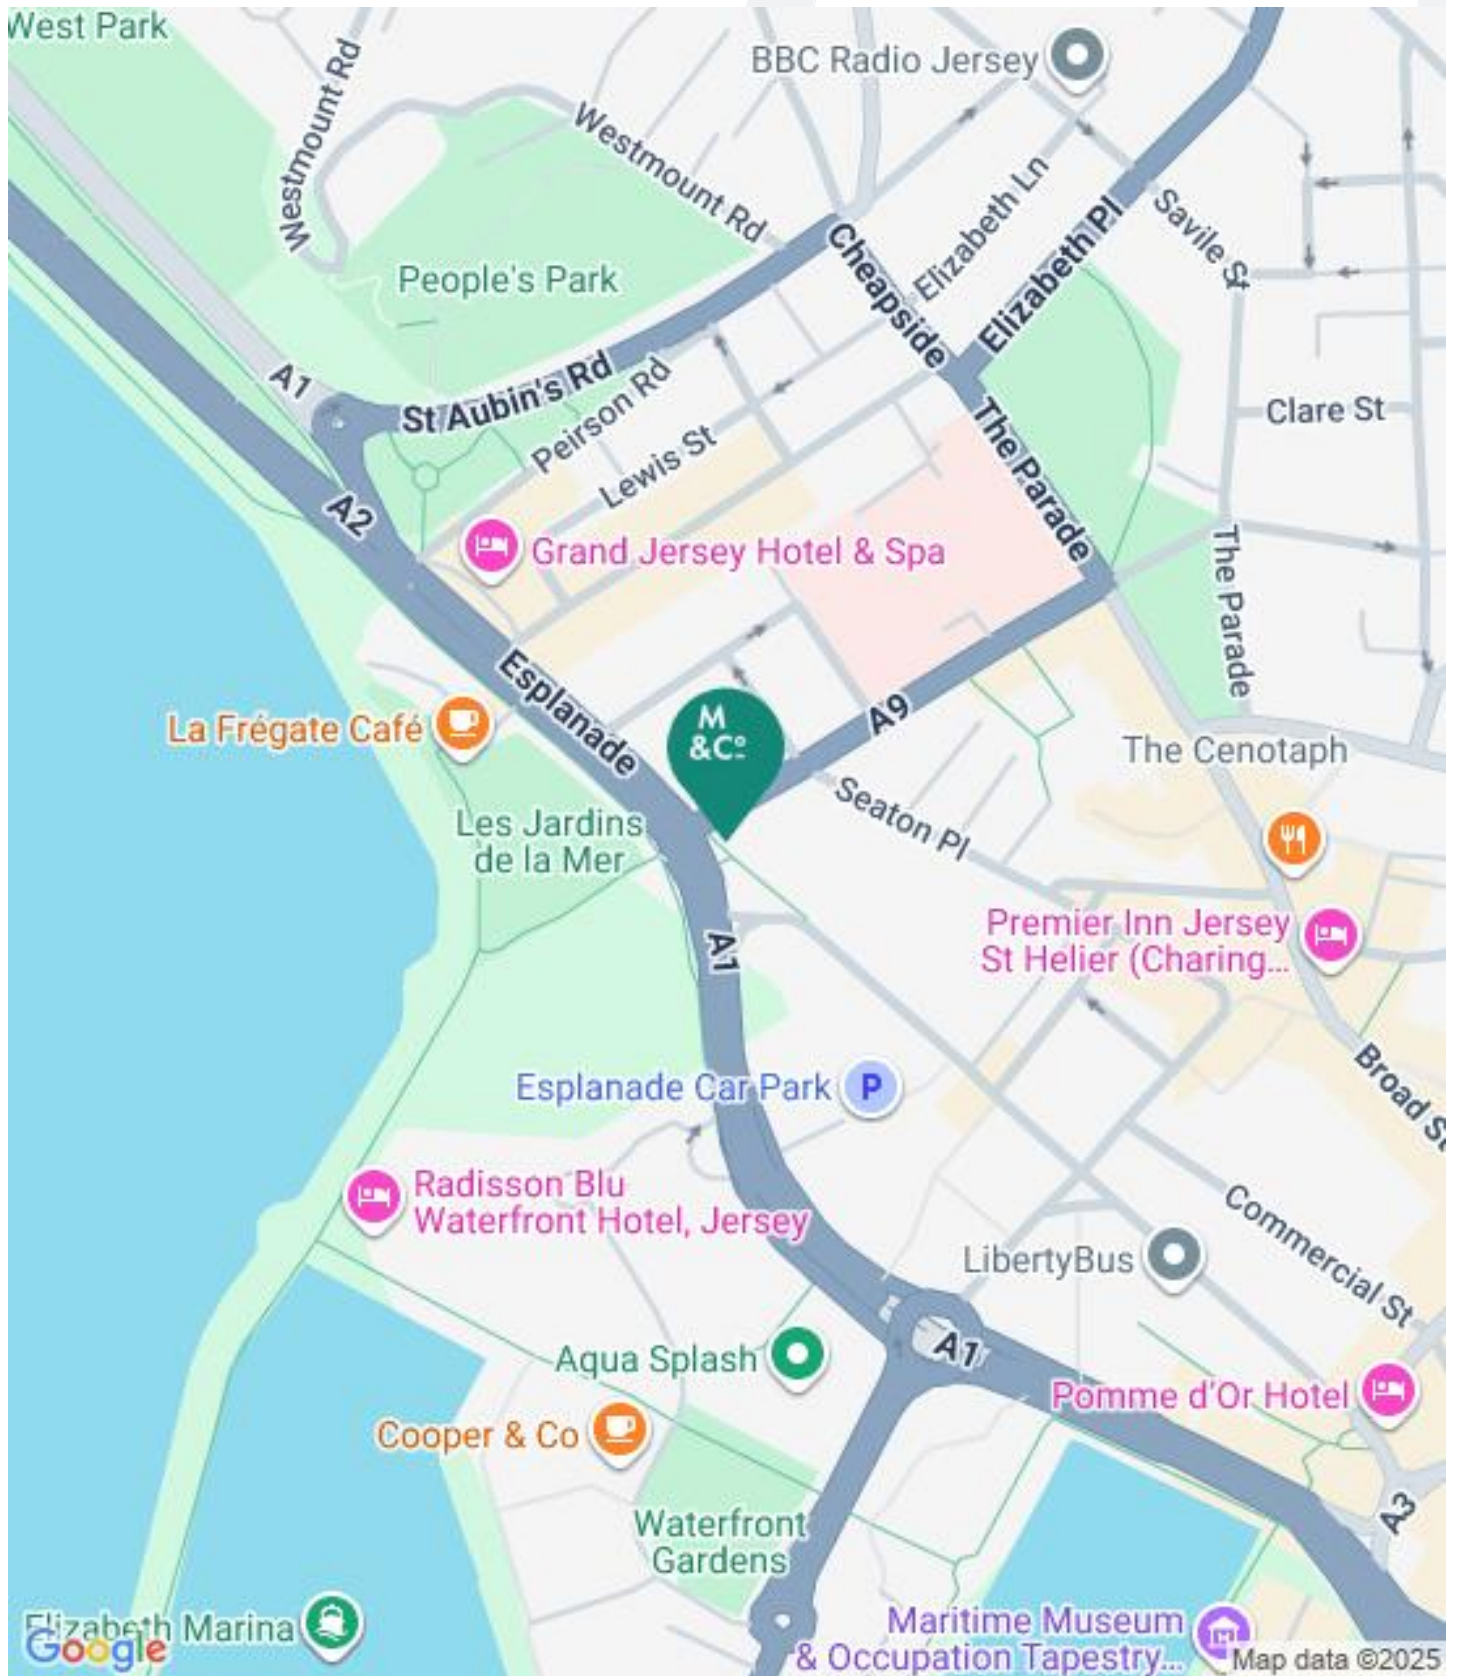 West Park
Westmount Rd
BBC Radio Jersey
Westmount Rd
Elizabeth Ln
Elizabeth Pl
Savile St
Cheapside
People's Park
A1
St Aubin's Rd
Peirson Rd
Lewis St
Clare St
The Parade
A2
Grand Jersey Hotel & Spa
The Parade
Esplanade
La Frégate Café
M
&Co
A9
The Cenotaph
Seaton Pl
Les Jardins
de la Mer
A1
Premier Inn Jersey
St Helier (Charing...
Broad St
Esplanade Car Park
P
Radisson Blu
Waterfront Hotel, Jersey
Commercial St
LibertyBus
Aqua Splash
A1
Pomme d'Or Hotel
Cooper & Co
A3
Waterfront
Gardens
Elizabeth Marina
Google
Maritime Museum
& Occupation Tapestry...
Map data ©2025